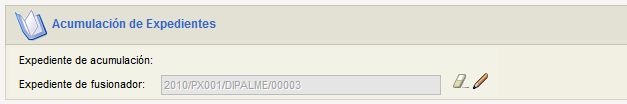 Acumulación de Expedientes
Expediente de acumulación:
Expediente de fusionador: 2010/PX001/DIPALME/00003